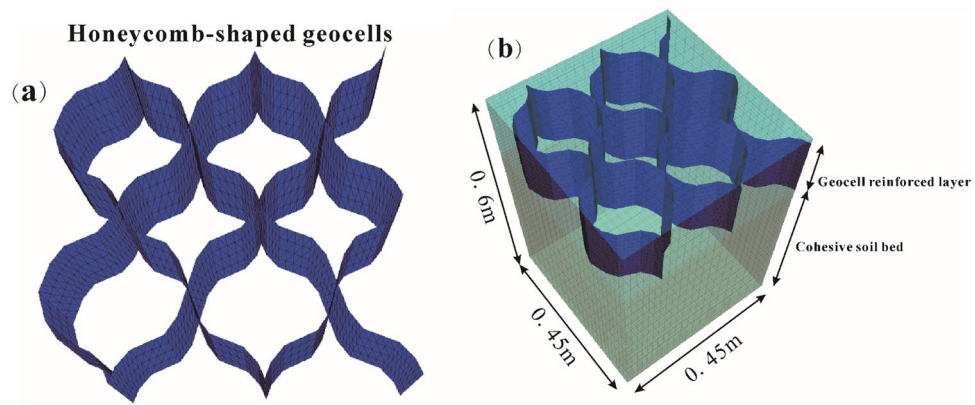 Honeycomb-shaped geocells
(a)
(b)
Geocell reinforced layer
0. 6m
Cohesive soil bed
0. 45m
0. 45m